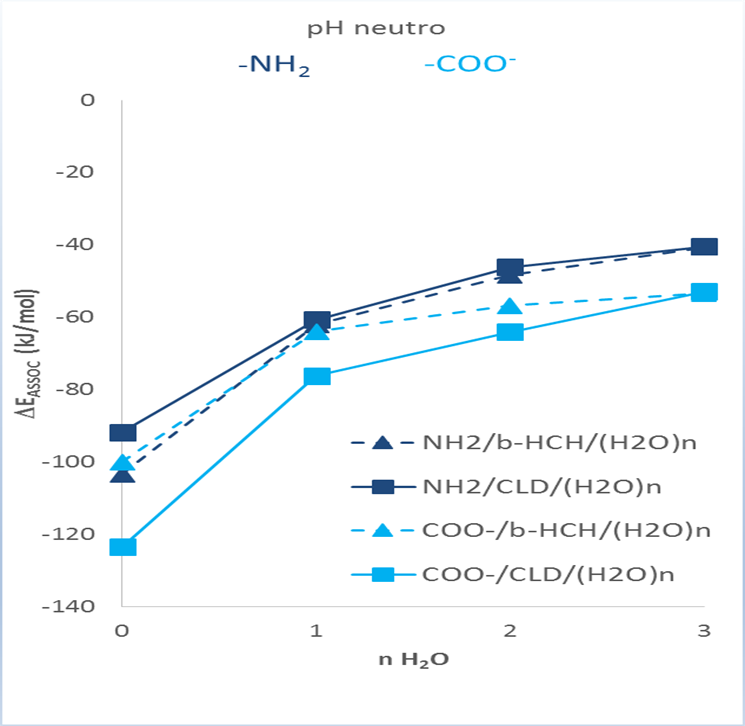 pH neutro
-NH₂ -COO⁻
0
-20
-40
-60
-80
-100
-120
-140
ΔE_ASSOC (kJ/mol)
NH2/b-HCH/(H2O)n
NH2/CLD/(H2O)n
COO-/b-HCH/(H2O)n
COO-/CLD/(H2O)n
0 1 2 3
n H₂O